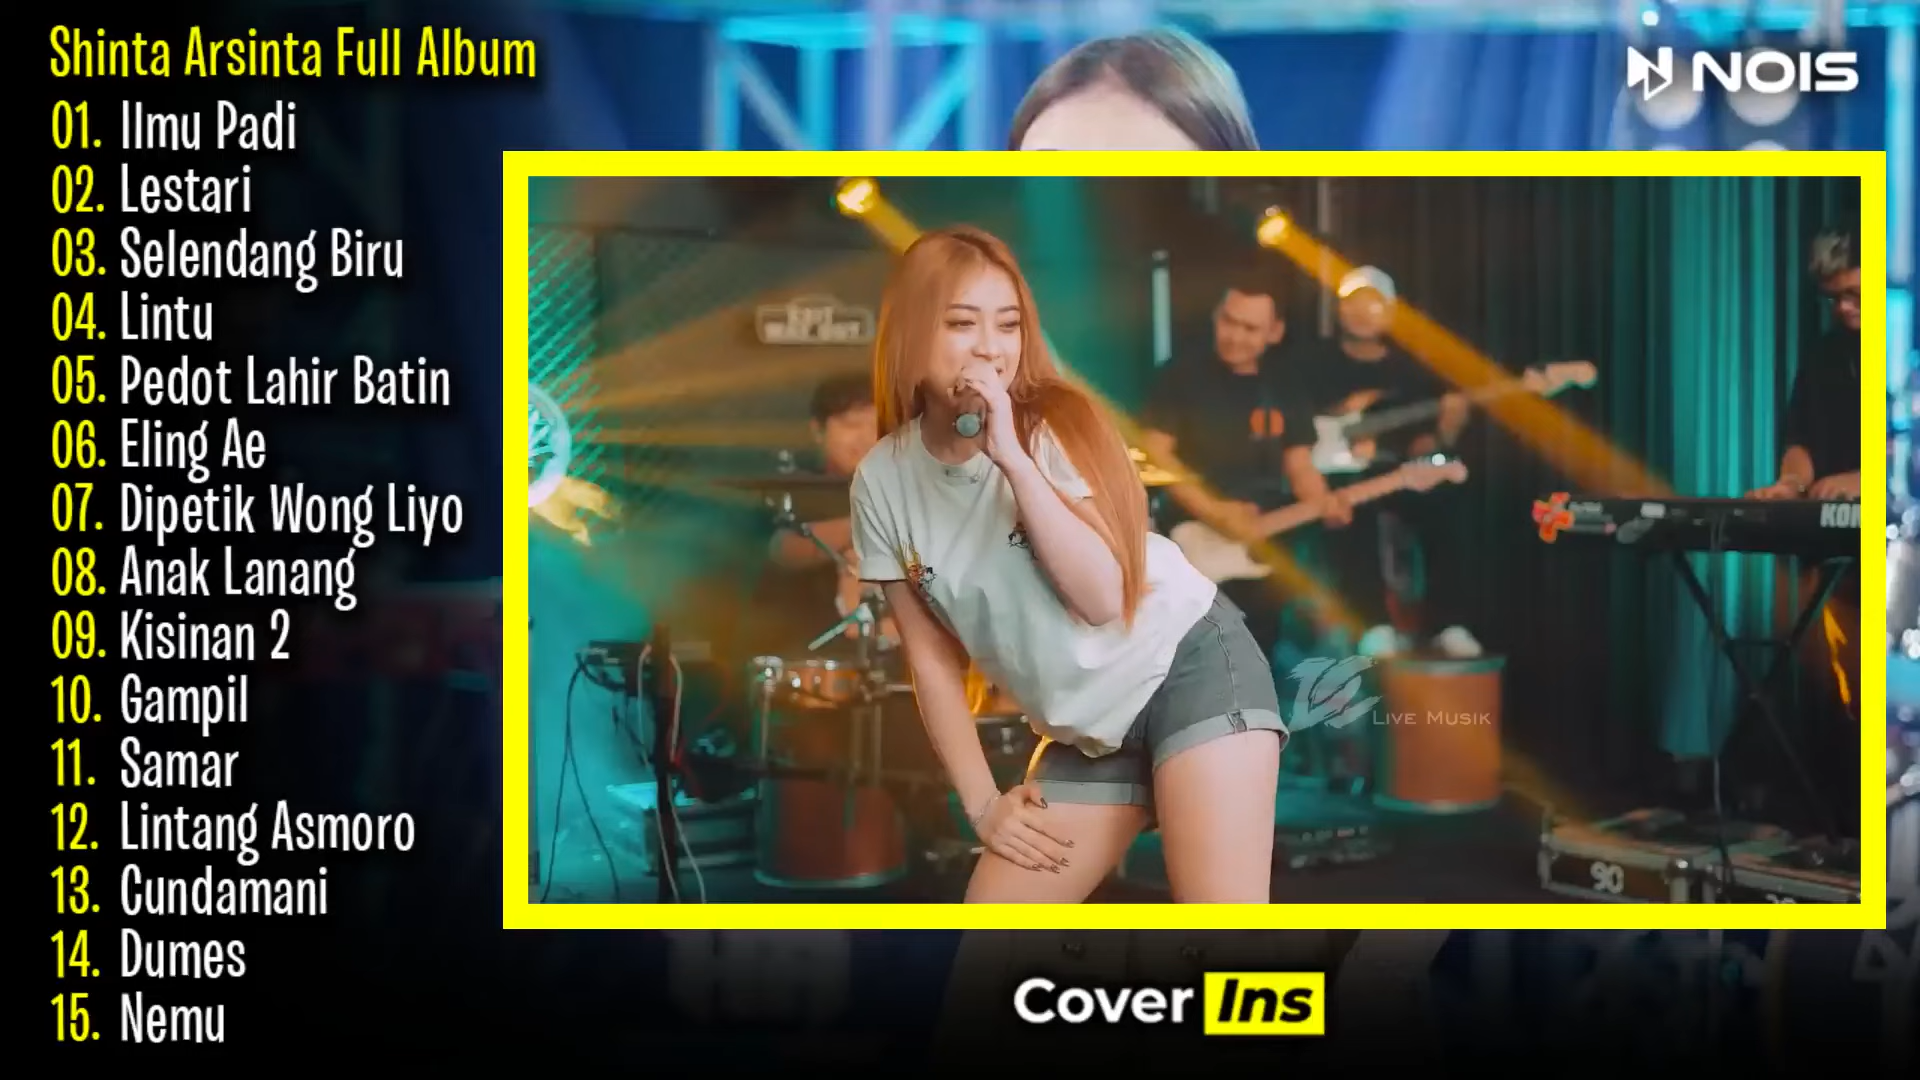 Shinta Arsinta Full Album
01. Ilmu Padi
02. Lestari
03. Selendang Biru
04. Lintu
05. Pedot Lahir Batin
06. Eling Ae
07. Dipetik Wong Liyo
08. Anak Lanang
09. Kisinan 2
10. Gampil
11. Samar
12. Lintang Asmoro
13. Cundamani
14. Dumes
15. Nemu
NOIS
LIVE MUSIK
90
Cover Ins